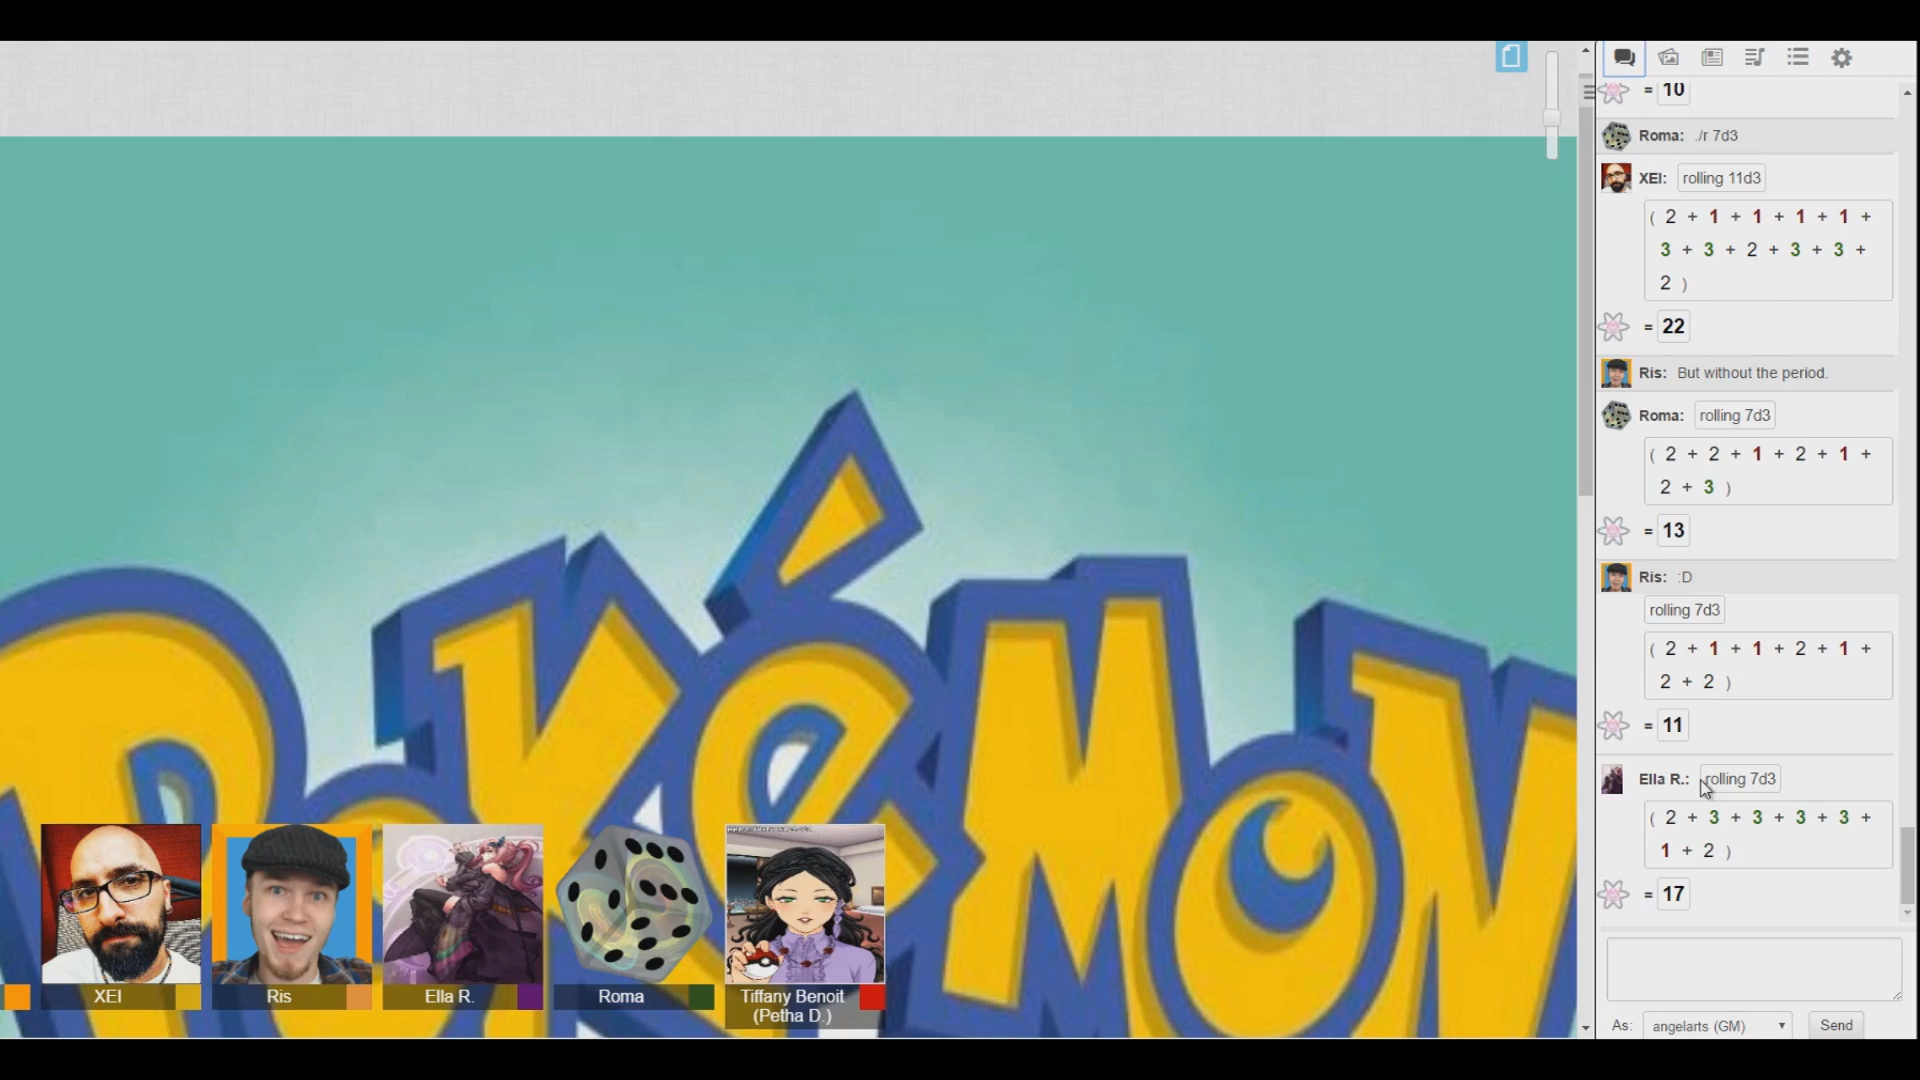 POKÉMON
XEI
Ris
Ella R.
Roma
Tiffany Benoit
(Petha D.)
= 10
Roma: ./r 7d3
XEI: rolling 11d3
( 2 + 1 + 1 + 1 + 1 +
3 + 3 + 2 + 3 + 3 +
2 )
= 22
Ris: But without the period.
Roma: rolling 7d3
( 2 + 2 + 1 + 2 + 1 +
2 + 3 )
= 13
Ris: :D
rolling 7d3
( 2 + 1 + 1 + 2 + 1 +
2 + 2 )
= 11
Ella R.: rolling 7d3
( 2 + 3 + 3 + 3 + 3 +
1 + 2 )
= 17
As: angelarts (GM)
Send